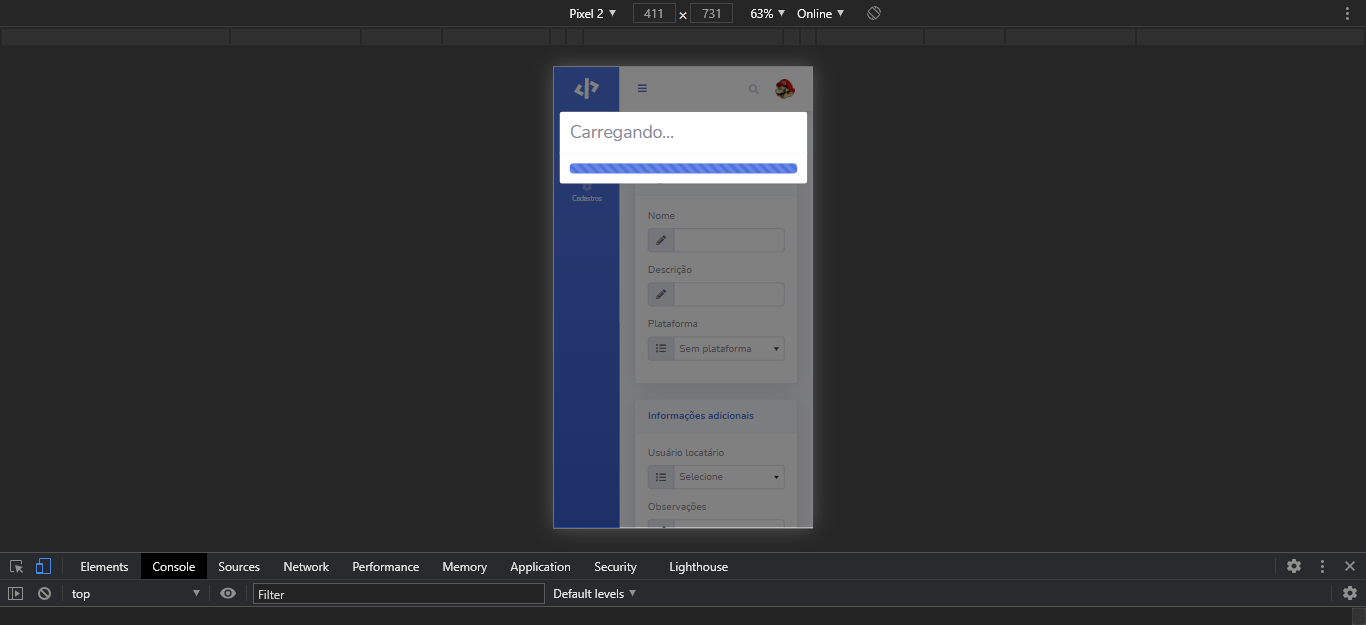 Pixel 2 ▼ 411 x 731 63% ▼ Online ▼
Carregando...
Cadastros
Nome
Descrição
Plataforma
Sem plataforma
Informações adicionais
Usuário locatário
Selecione
Observações
Elements Console Sources Network Performance Memory Application Security Lighthouse
top ▼ Filter Default levels ▼